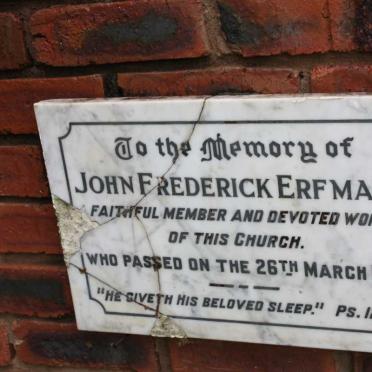 To the Memory of
JOHN FREDERICK ERFMA
A FAITHFUL MEMBER AND DEVOTED WO
OF THIS CHURCH.
WHO PASSED ON THE 26TH MARCH
"HE GIVETH HIS BELOVED SLEEP." PS.